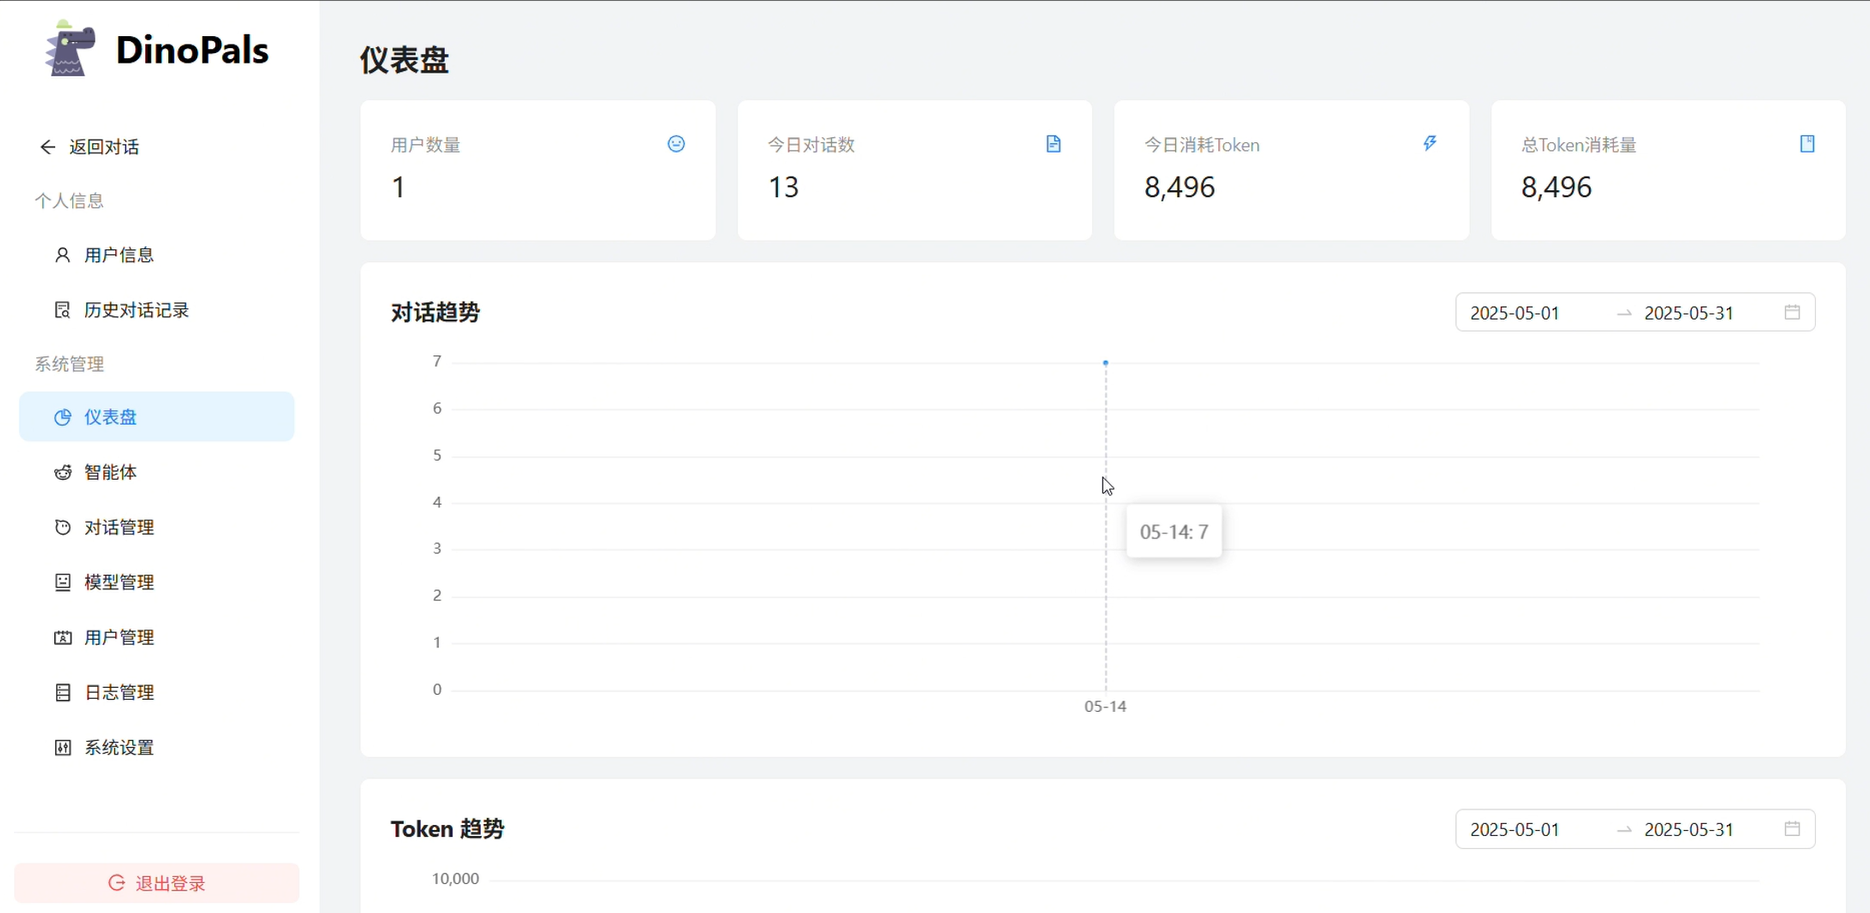 DinoPals
返回对话
个人信息
用户信息
历史对话记录
系统管理
仪表盘
智能体
对话管理
模型管理
用户管理
日志管理
系统设置
退出登录
仪表盘
用户数量
1
今日对话数
13
今日消耗Token
8,496
总Token消耗量
8,496
对话趋势
2025-05-01 → 2025-05-31
7
6
5
4
3
2
1
0
05-14: 7
05-14
Token 趋势
2025-05-01 → 2025-05-31
10,000